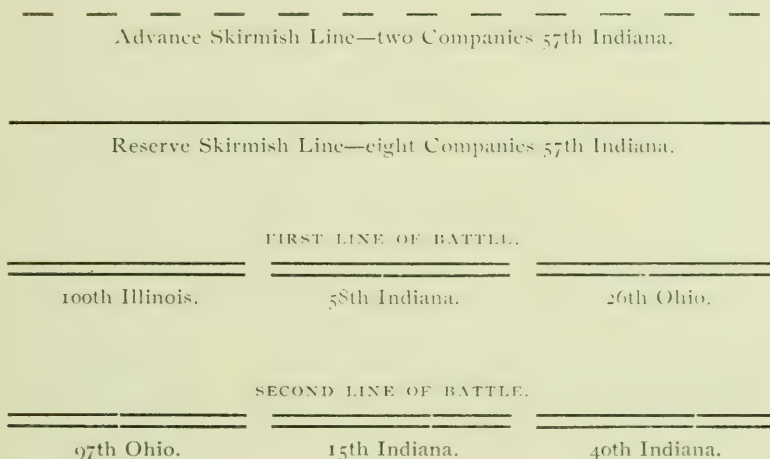 Advance Skirmish Line—two Companies 57th Indiana.
Reserve Skirmish Line—eight Companies 57th Indiana.
FIRST LINE OF BATTLE.
100th Illinois. 58th Indiana. 26th Ohio.
SECOND LINE OF BATTLE.
97th Ohio. 15th Indiana. 40th Indiana.